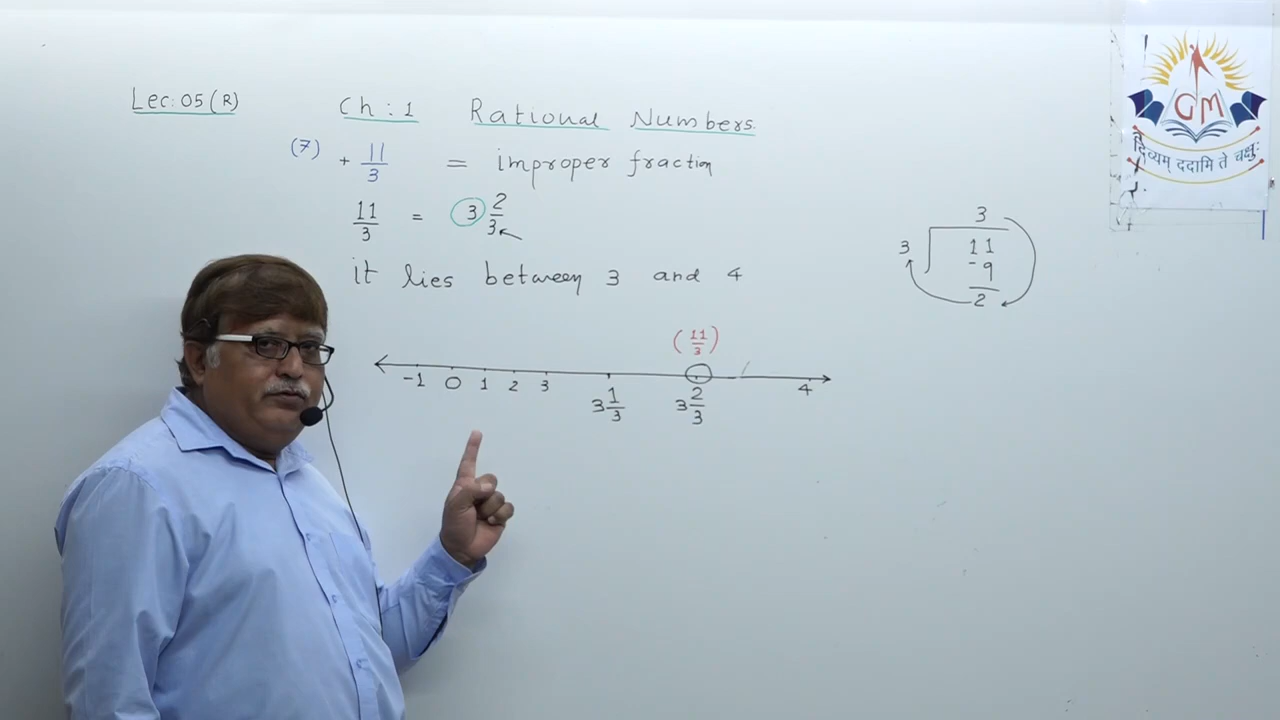 Lec: 05 (R)
Ch: 1 Rational Numbers.
(7) + 11/3 = improper fraction
11/3 = 3 2/3
it lies between 3 and 4
3
3 11
-9
2
(11/3)
-1 0 1 2 3 3 1/3 3 2/3 4
GM
दिव्यम् ददामि ते चक्षुः